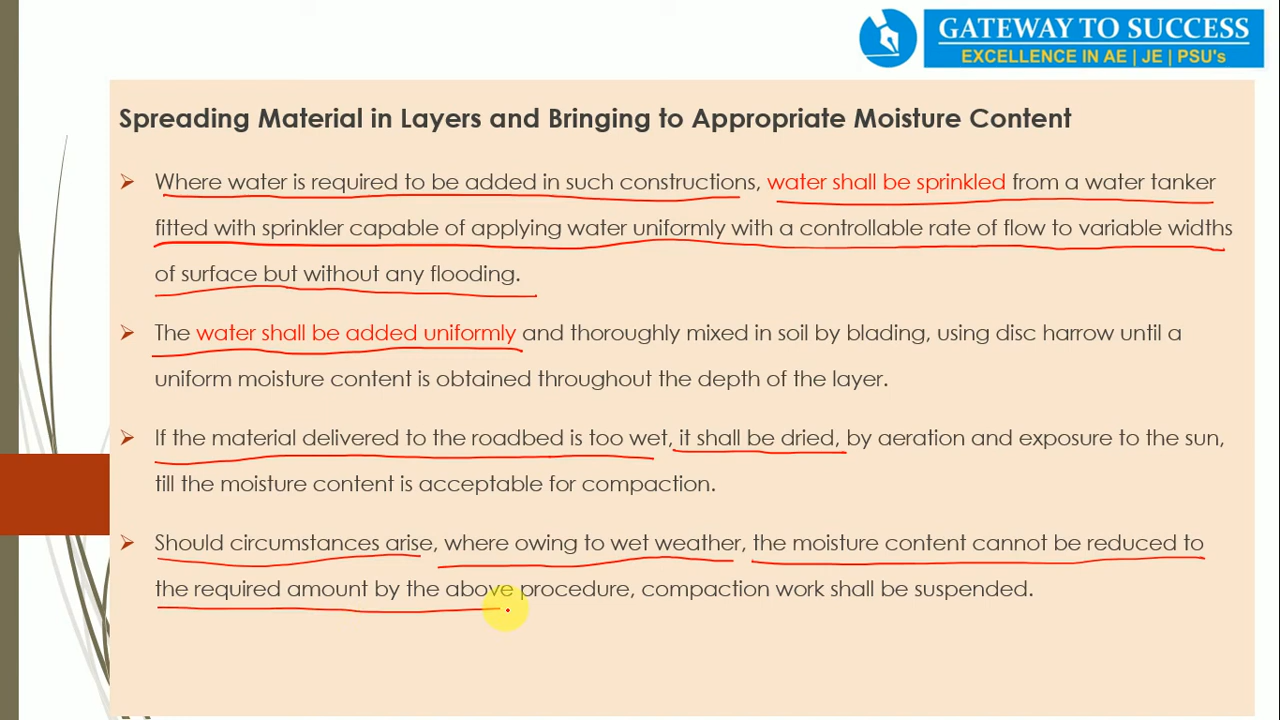 GATEWAY TO SUCCESS
EXCELLENCE IN AE | JE | PSU's
Spreading Material in Layers and Bringing to Appropriate Moisture Content
Where water is required to be added in such constructions, water shall be sprinkled from a water tanker
fitted with sprinkler capable of applying water uniformly with a controllable rate of flow to variable widths
of surface but without any flooding.
The water shall be added uniformly and thoroughly mixed in soil by blading, using disc harrow until a
uniform moisture content is obtained throughout the depth of the layer.
If the material delivered to the roadbed is too wet, it shall be dried, by aeration and exposure to the sun,
till the moisture content is acceptable for compaction.
Should circumstances arise, where owing to wet weather, the moisture content cannot be reduced to
the required amount by the above procedure, compaction work shall be suspended.